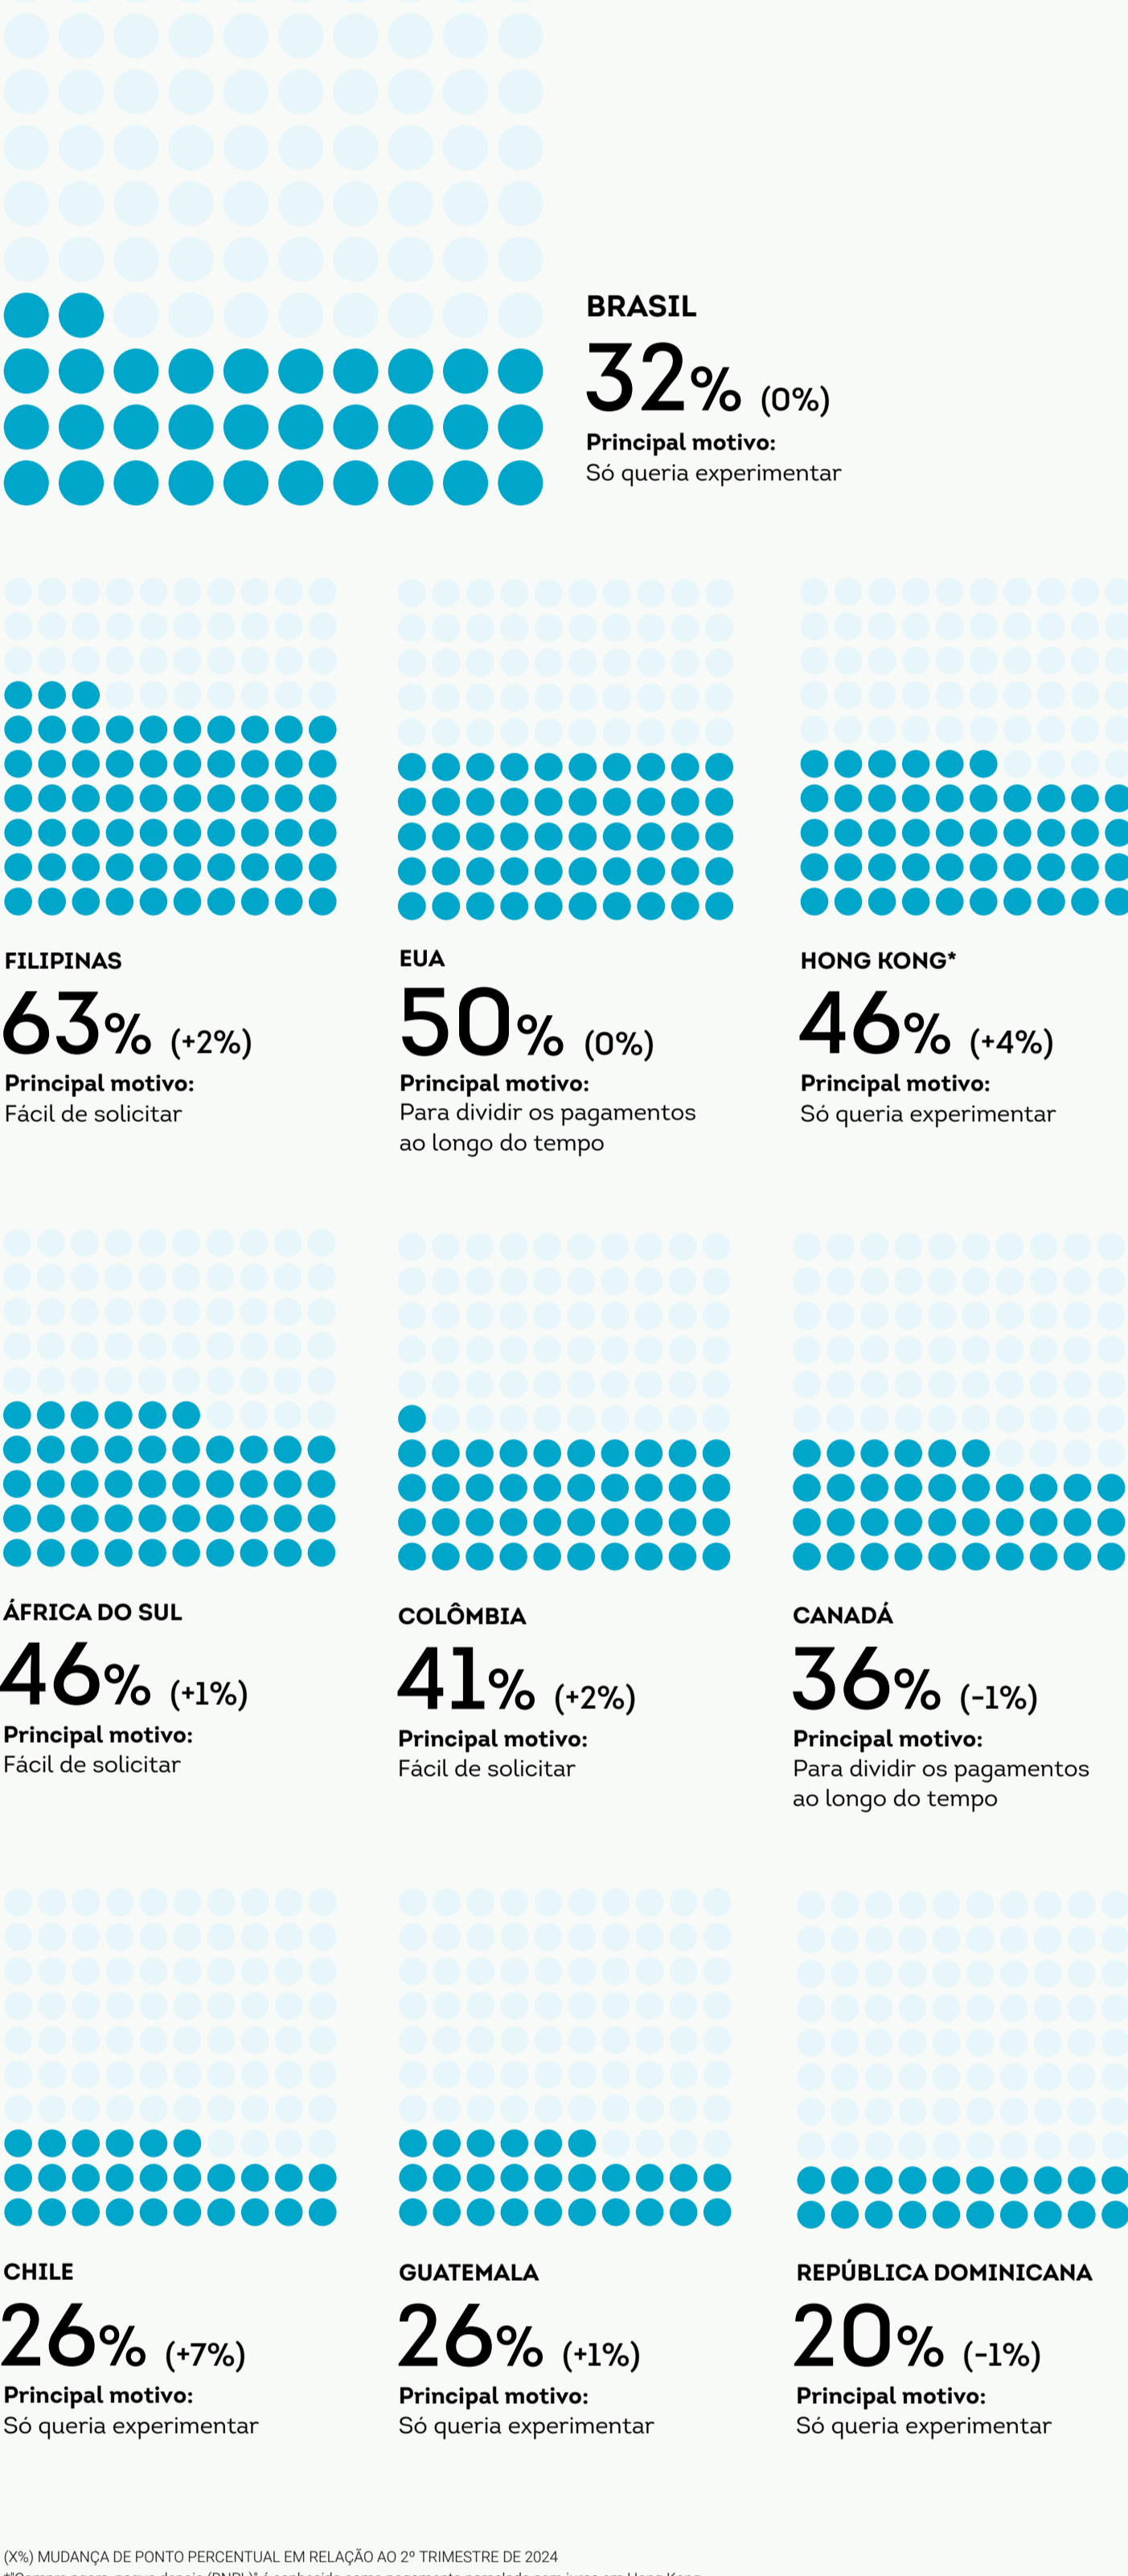 BRASIL
32% (0%)
Principal motivo:
Só queria experimentar
FILIPINAS
63% (+2%)
Principal motivo:
Fácil de solicitar
EUA
50% (0%)
Principal motivo:
Para dividir os pagamentos
ao longo do tempo
HONG KONG*
46% (+4%)
Principal motivo:
Só queria experimentar
ÁFRICA DO SUL
46% (+1%)
Principal motivo:
Fácil de solicitar
COLÔMBIA
41% (+2%)
Principal motivo:
Fácil de solicitar
CANADÁ
36% (-1%)
Principal motivo:
Para dividir os pagamentos
ao longo do tempo
CHILE
26% (+7%)
Principal motivo:
Só queria experimentar
GUATEMALA
26% (+1%)
Principal motivo:
Só queria experimentar
REPÚBLICA DOMINICANA
20% (-1%)
Principal motivo:
Só queria experimentar
(X%) MUDANÇA DE PONTO PERCENTUAL EM RELAÇÃO AO 2º TRIMESTRE DE 2024